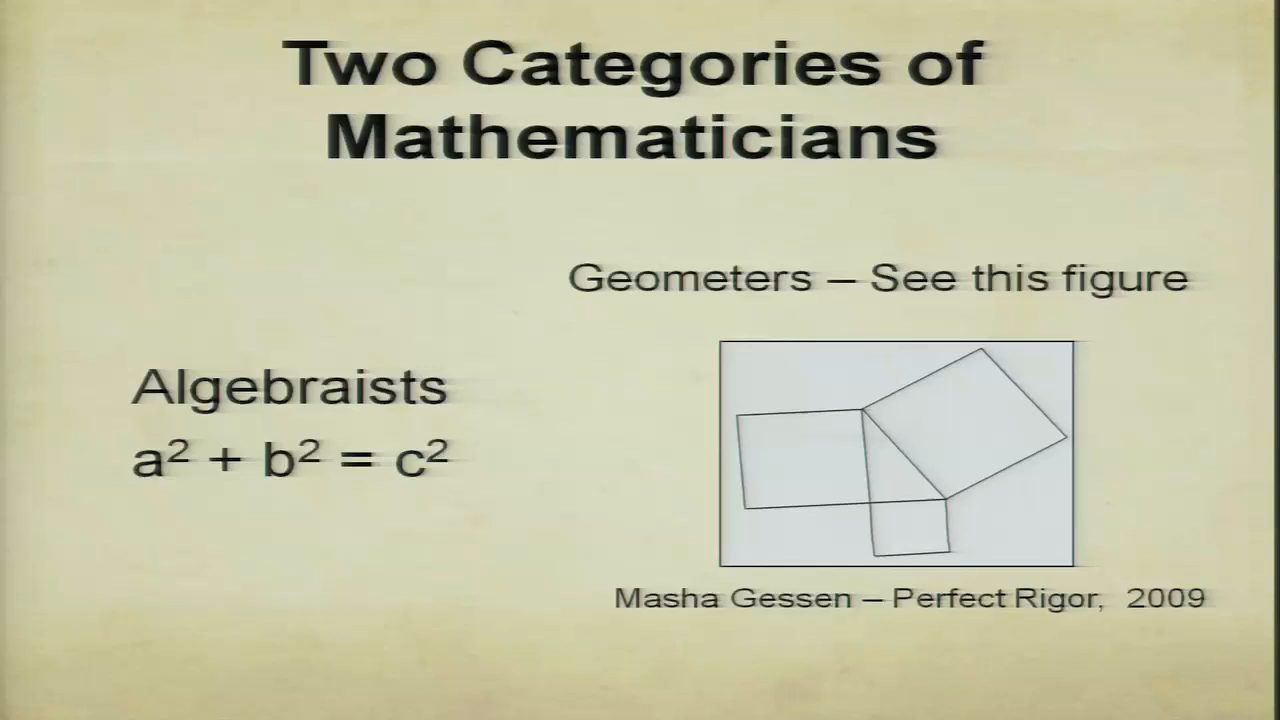 Two Categories of
Mathematicians
Geometers – See this figure
Algebraists
a² + b² = c²
Masha Gessen – Perfect Rigor, 2009